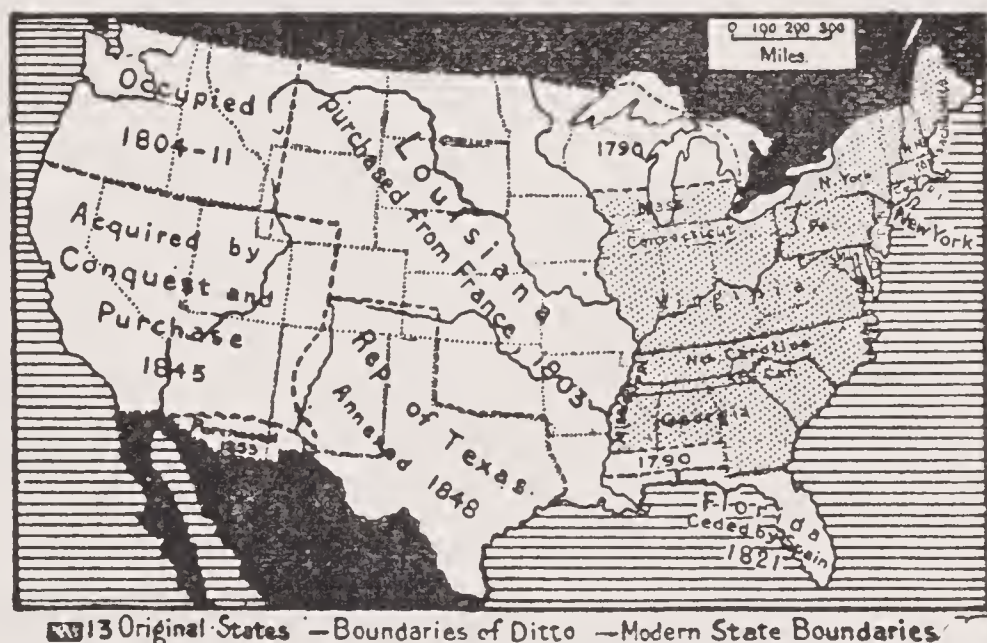 0 100 200 300
Miles.
Occupied
1804-11
Purchased from France
Louisiana
1803
1790
Mass
Connecticut
N. York
Pa
New York
Virginia
Acquired by
Conquest and
Purchase
1845
Rep
of Texas.
Annexed 1848
Nth Carolina
Georgia
1790
1853
Florida
Ceded by Spain
1821
13 Original States — Boundaries of Ditto — Modern State Boundaries